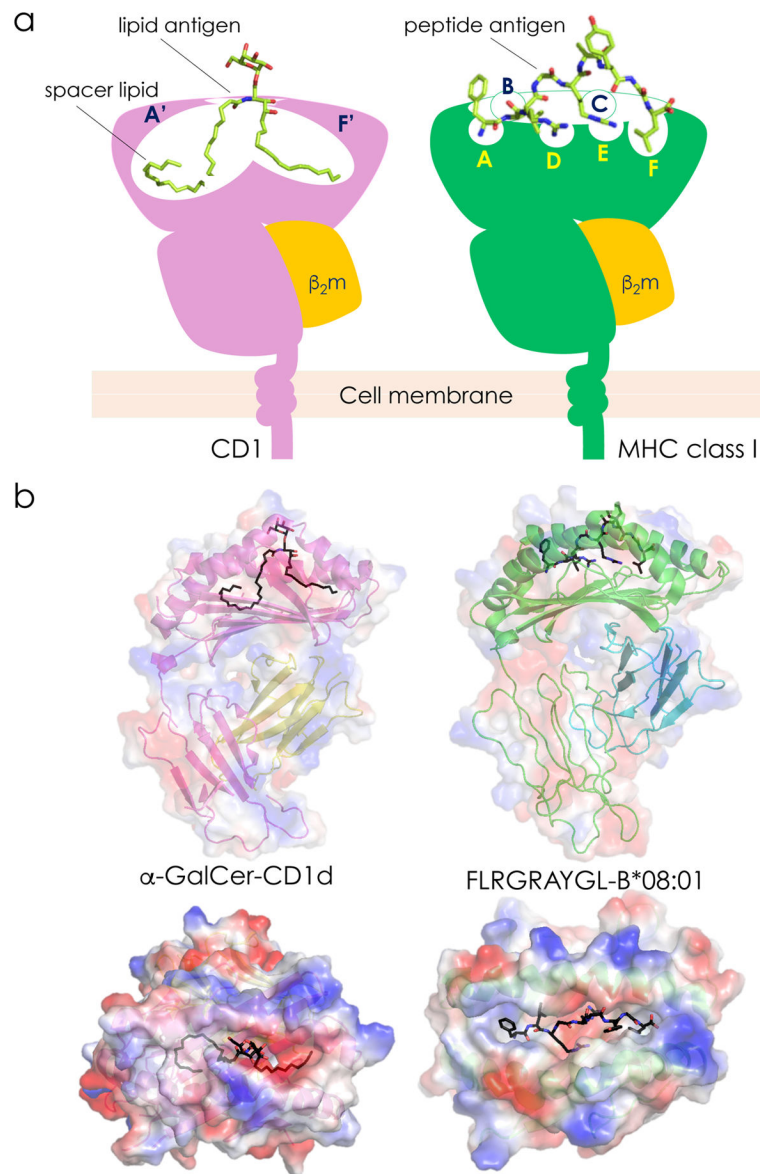 a
lipid antigen
spacer lipid
A’
F’
β₂m
CD1
peptide antigen
B
C
A
D
E
F
β₂m
Cell membrane
MHC class I
b
α-GalCer-CD1d
FLRGRAYGL-B*08:01